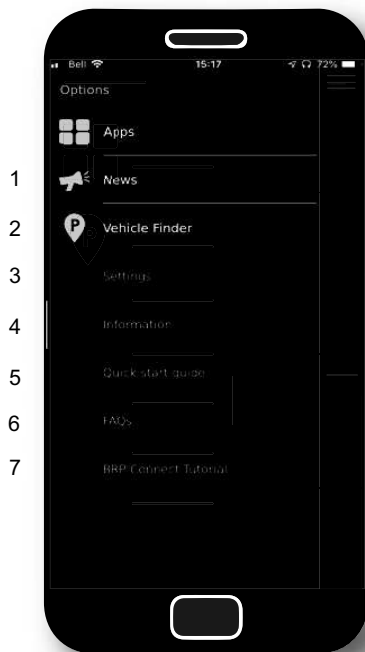 Bell 15:17 72%
Options
Apps
1 News
2 Vehicle Finder
3 Settings
4 Information
5 Quick start guide
6 FAQs
7 BRP Connect Tutorial